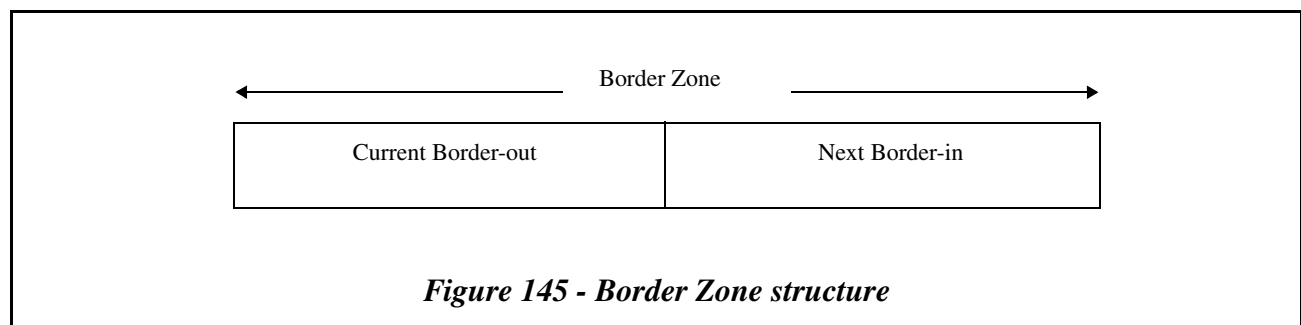 Border Zone
Current Border-out
Next Border-in
Figure 145 - Border Zone structure